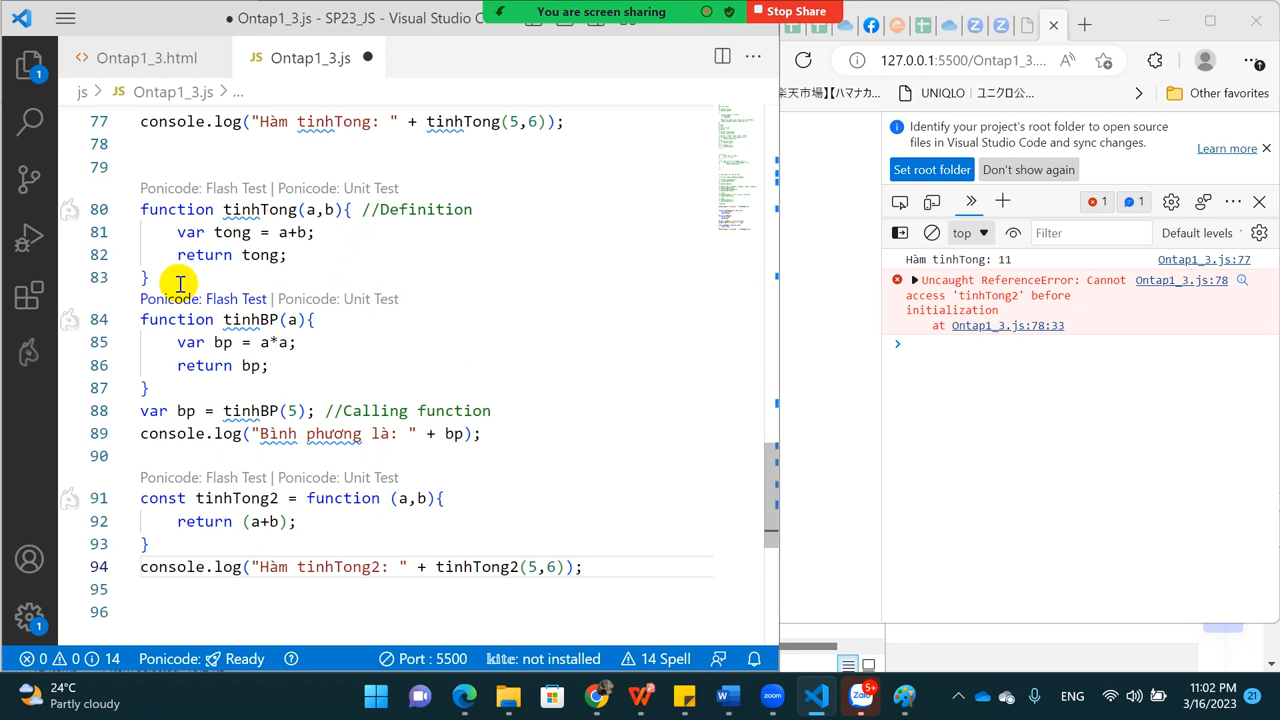 Ontap1_3.js - SP23_JS - Visual Studio C
You are screen sharing
Stop Share
Ontap1_3.html
JS Ontap1_3.js
127.0.0.1:5500/Ontap1_3....
js > JS Ontap1_3.js > ...
楽天市場】【ハマナカ...
UNIQLO | ユニクロ公...
Other favorites
77 console.log("Hàm tinhTong: " + tinhTong(5,6));
78
79
Ponicode: Flash Test | Ponicode: Unit Test
80 function tinhTong(a,b){ //Definition
81 var tong = a+b;
82 return tong;
83 }
Ponicode: Flash Test | Ponicode: Unit Test
84 function tinhBP(a){
85 var bp = a*a;
86 return bp;
87 }
88 var bp = tinhBP(5); //Calling function
89 console.log("Bình phương là: " + bp);
90
Ponicode: Flash Test | Ponicode: Unit Test
91 const tinhTong2 = function (a,b){
92 return (a+b);
93 }
94 console.log("Hàm tinhTong2: " + tinhTong2(5,6));
95
96
Identify your project's root folder to open source
files in Visual Studio Code and sync changes.
Learn more
Set root folder
Don't show again
1
1
top
Filter
Default levels
Hàm tinhTong: 11
Ontap1_3.js:77
Uncaught ReferenceError: Cannot
Ontap1_3.js:78
access 'tinhTong2' before
initialization
at Ontap1_3.js:78:33
1
1
0 0 14 Ponicode: Ready Port : 5500 kite: not installed 14 Spell
24°C
Partly cloudy
5+
zoom
Zalo
ENG
11:02 PM
3/16/2023
21